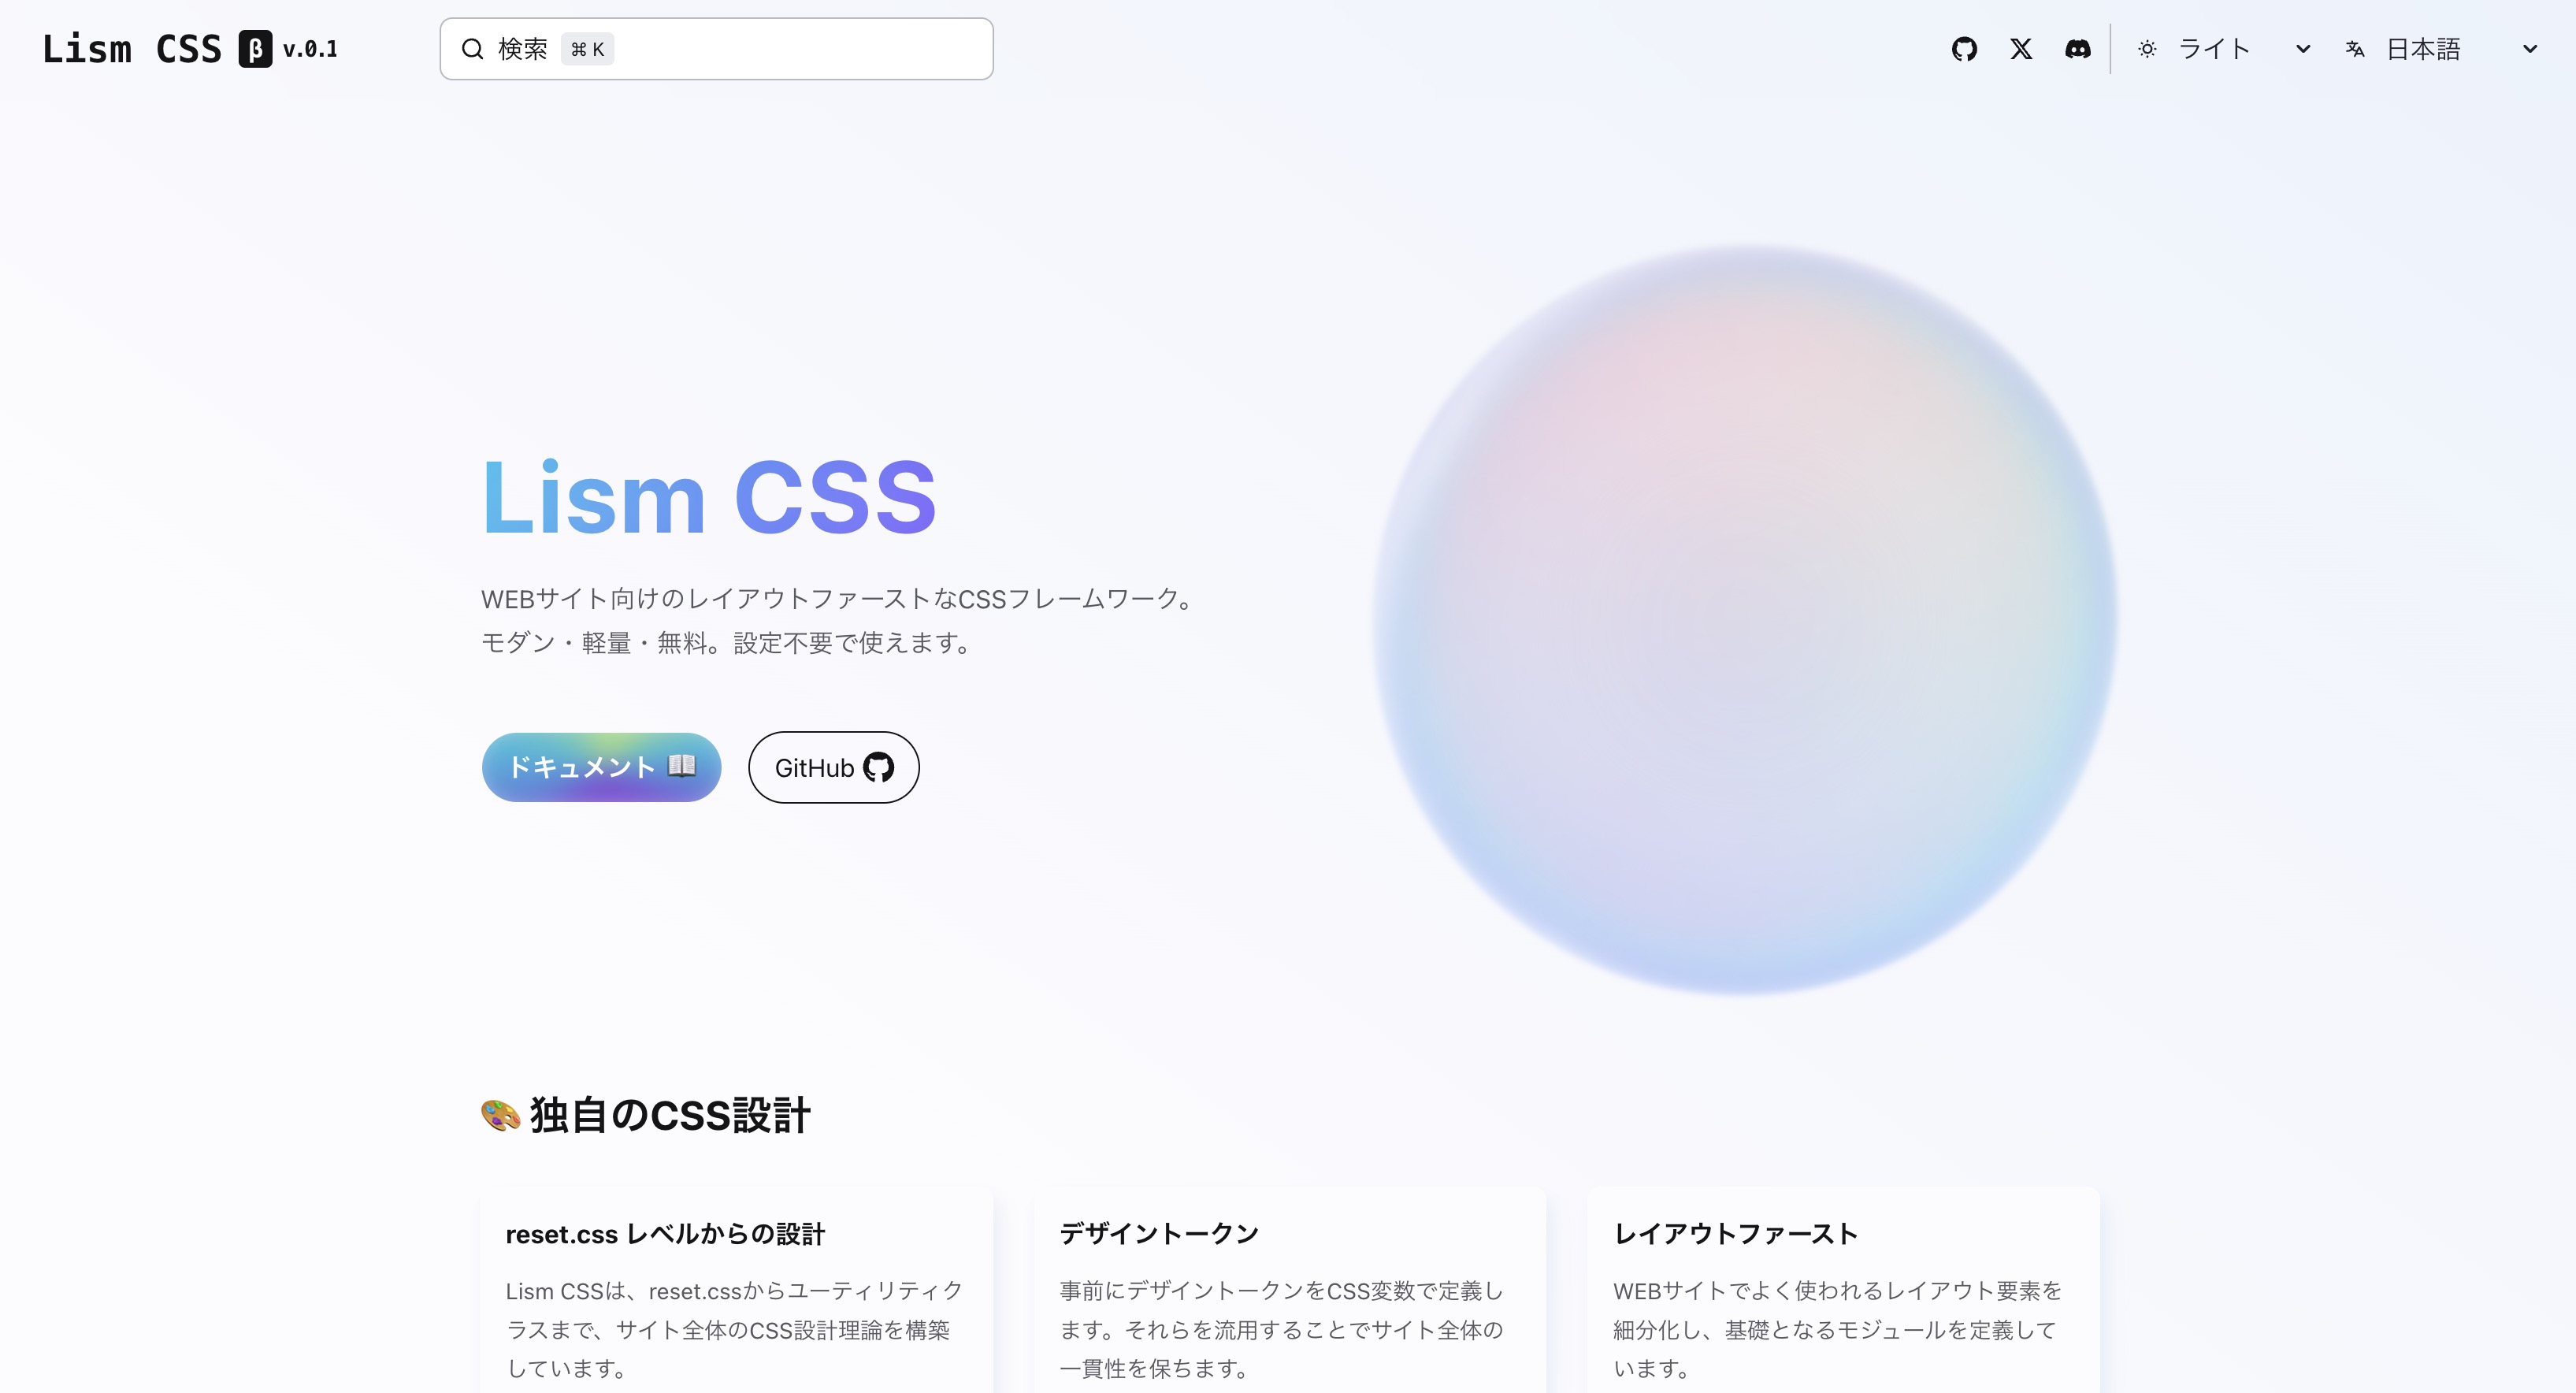 Lism CSS β v.0.1
検索 ⌘ K
ライト
日本語
Lism CSS
WEBサイト向けのレイアウトファーストなCSSフレームワーク。
モダン・軽量・無料。設定不要で使えます。
ドキュメント 📖
GitHub
🎨 独自のCSS設計
reset.css レベルからの設計
Lism CSSは、reset.cssからユーティリティク
ラスまで、サイト全体のCSS設計理論を構築
しています。
デザイントークン
事前にデザイントークンをCSS変数で定義し
ます。それらを流用することでサイト全体の
一貫性を保ちます。
レイアウトファースト
WEBサイトでよく使われるレイアウト要素を
細分化し、基礎となるモジュールを定義して
います。